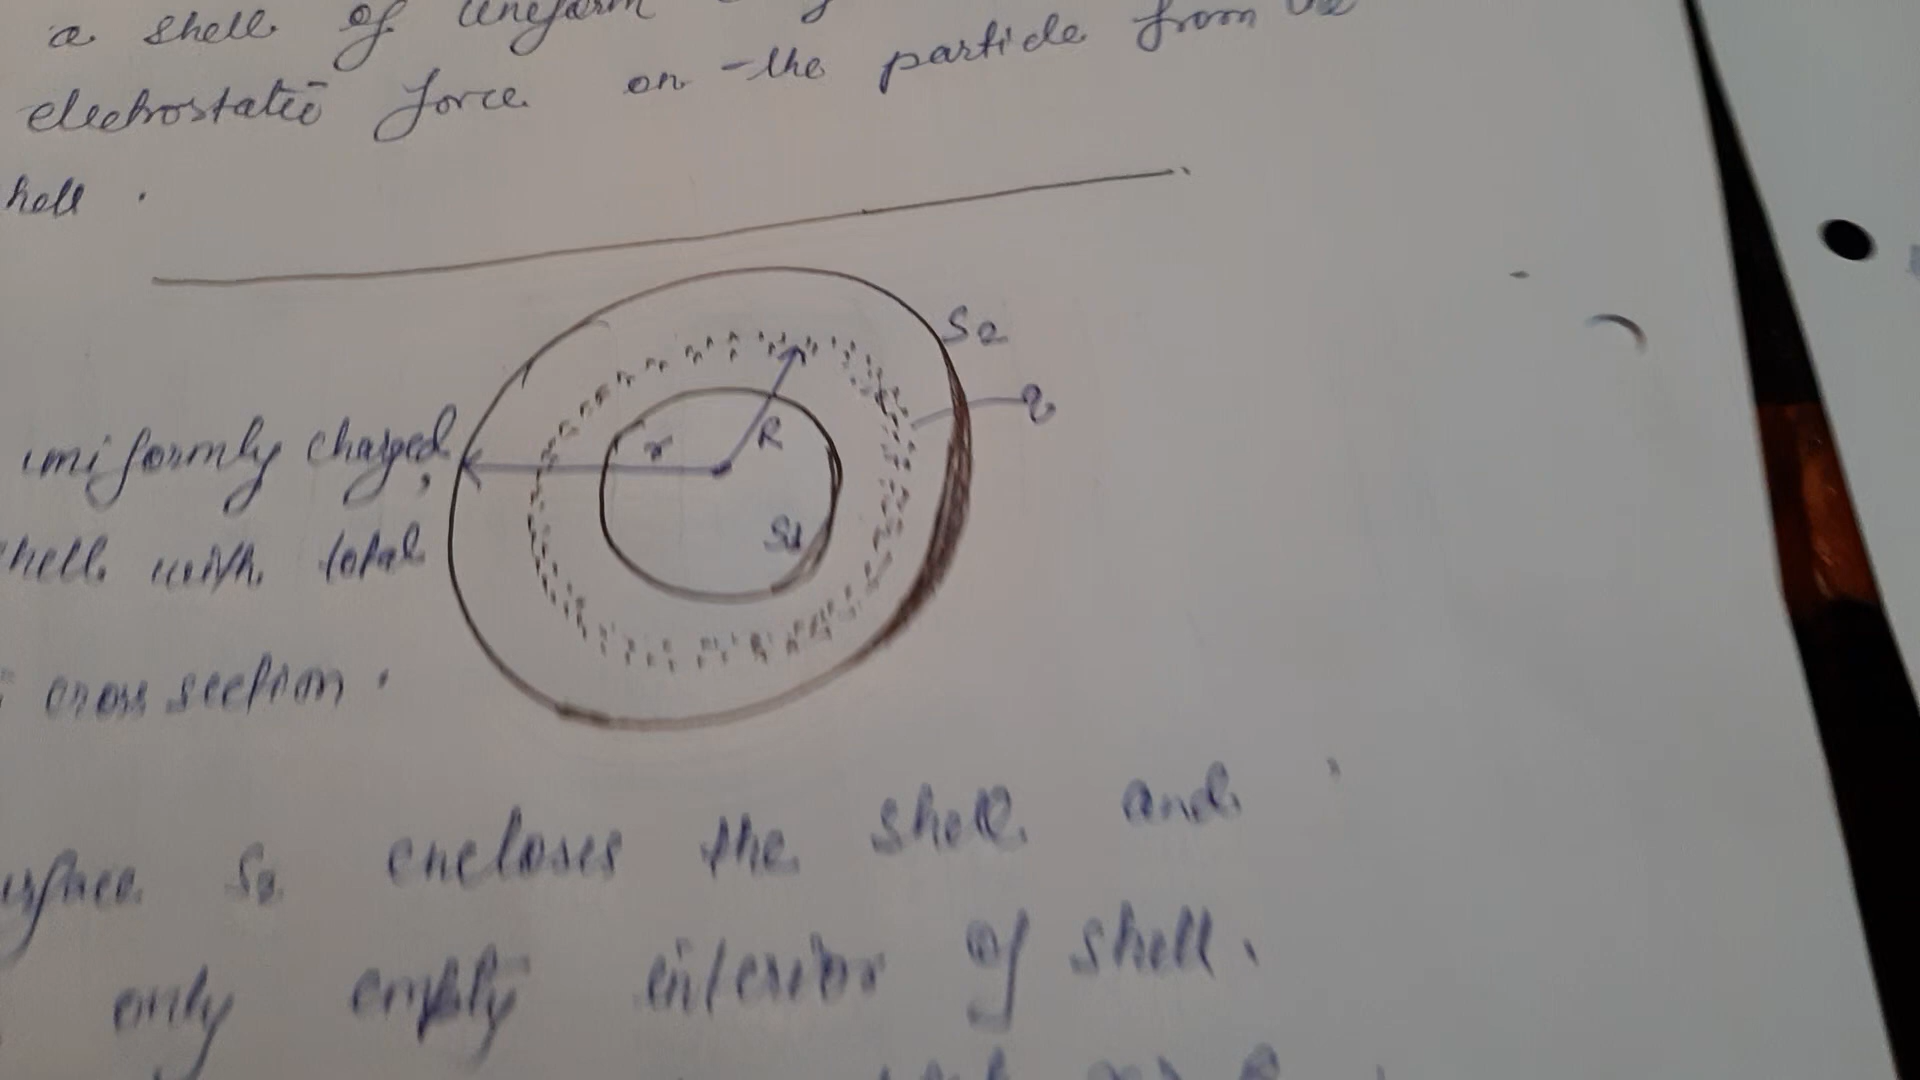 a shell of uniform
electrostatic force on the particle from
hell.
S2
q
uniformly charged,
R
r
hell with total
S1
cross section.
S2 encloses the shell and
only empty interior of shell.